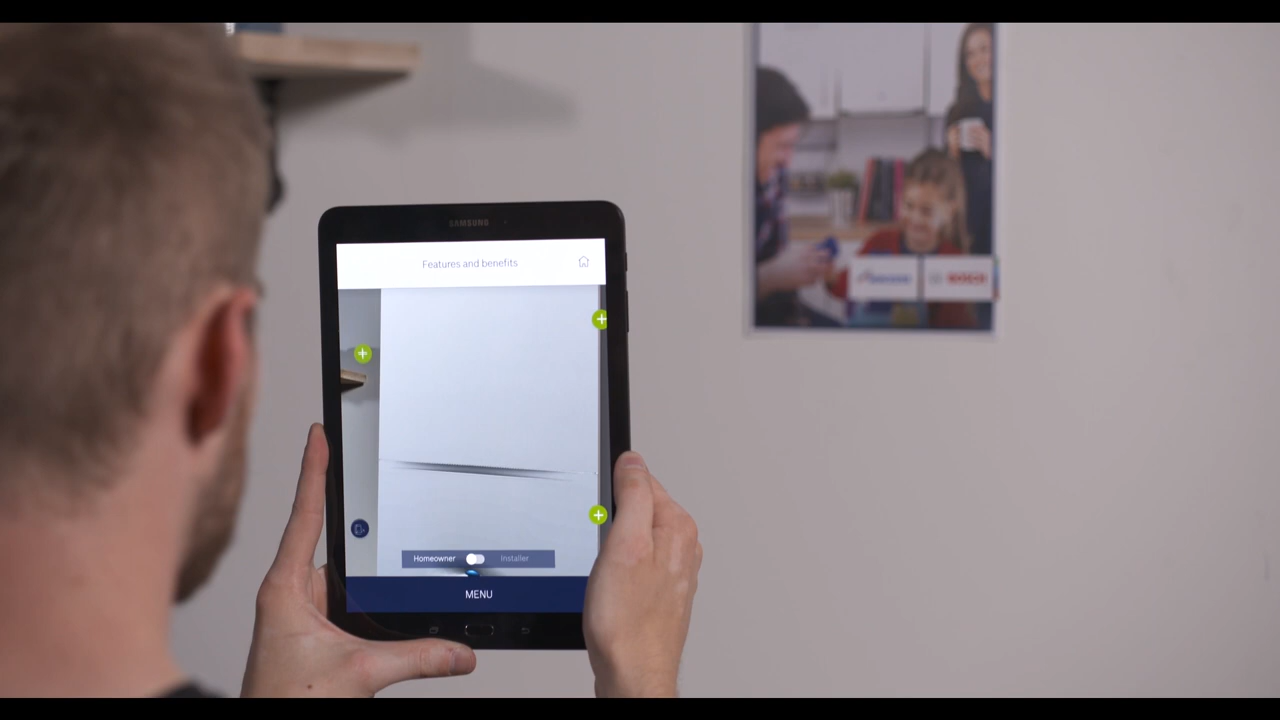 SAMSUNG
Features and benefits
Homeowner
Installer
MENU
BOSCH